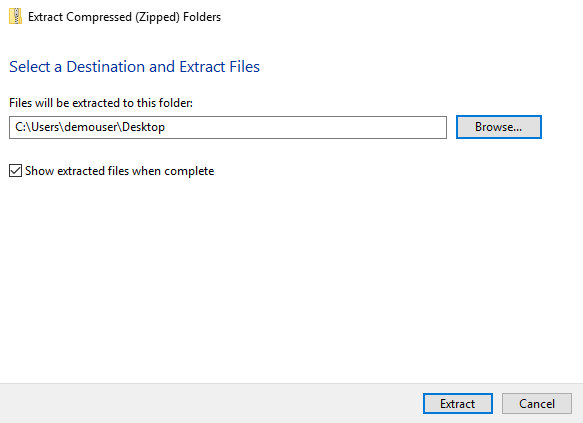 Extract Compressed (Zipped) Folders
Select a Destination and Extract Files
Files will be extracted to this folder:
C:\Users\demouser\Desktop
Browse...
Show extracted files when complete
Extract
Cancel